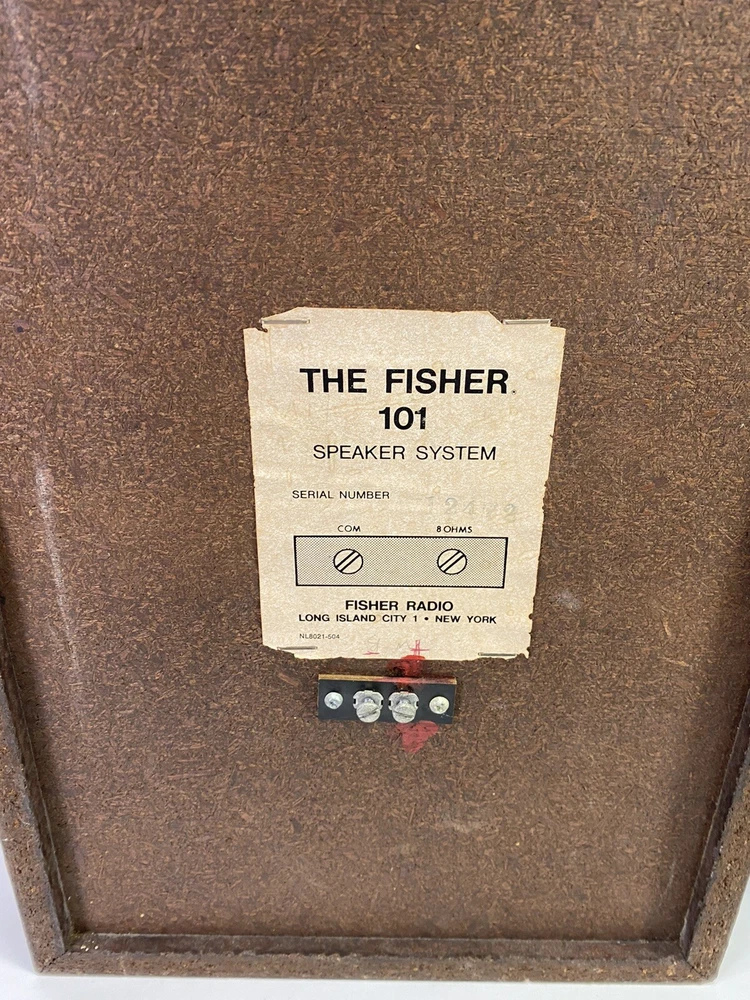 THE FISHER
101
SPEAKER SYSTEM
SERIAL NUMBER
COM 8 OHMS
FISHER RADIO
LONG ISLAND CITY 1 • NEW YORK
NL8021-504
- +